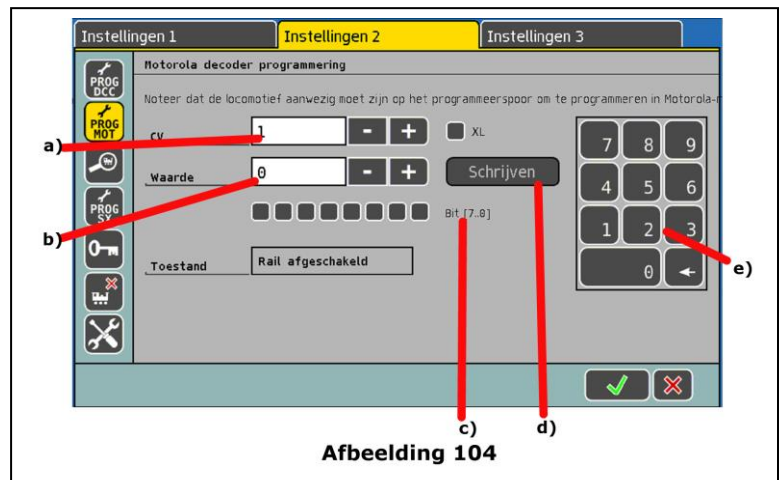 Instellingen 1 Instellingen 2 Instellingen 3
Motorola decoder programmering
Noteer dat de locomotief aanwezig moet zijn op het programmeerspoor om te programmeren in Motorola-
PROG DCC
PROG MOT
PROG SX
a)
CV 1 - + XL
b)
Waarde 0 - + Schrijven
Bit [7..0]
Toestand Rail afgeschakeld
7 8 9
4 5 6
1 2 3
0
e)
c) d)
Afbeelding 104